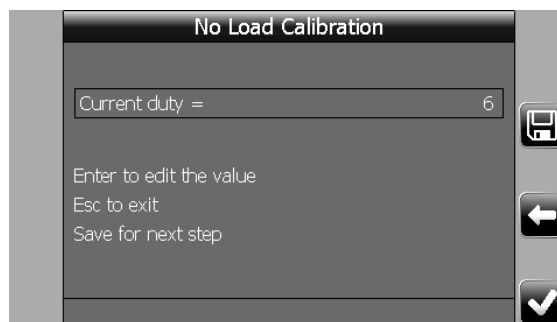 No Load Calibration
Current duty = 6
Enter to edit the value
Esc to exit
Save for next step